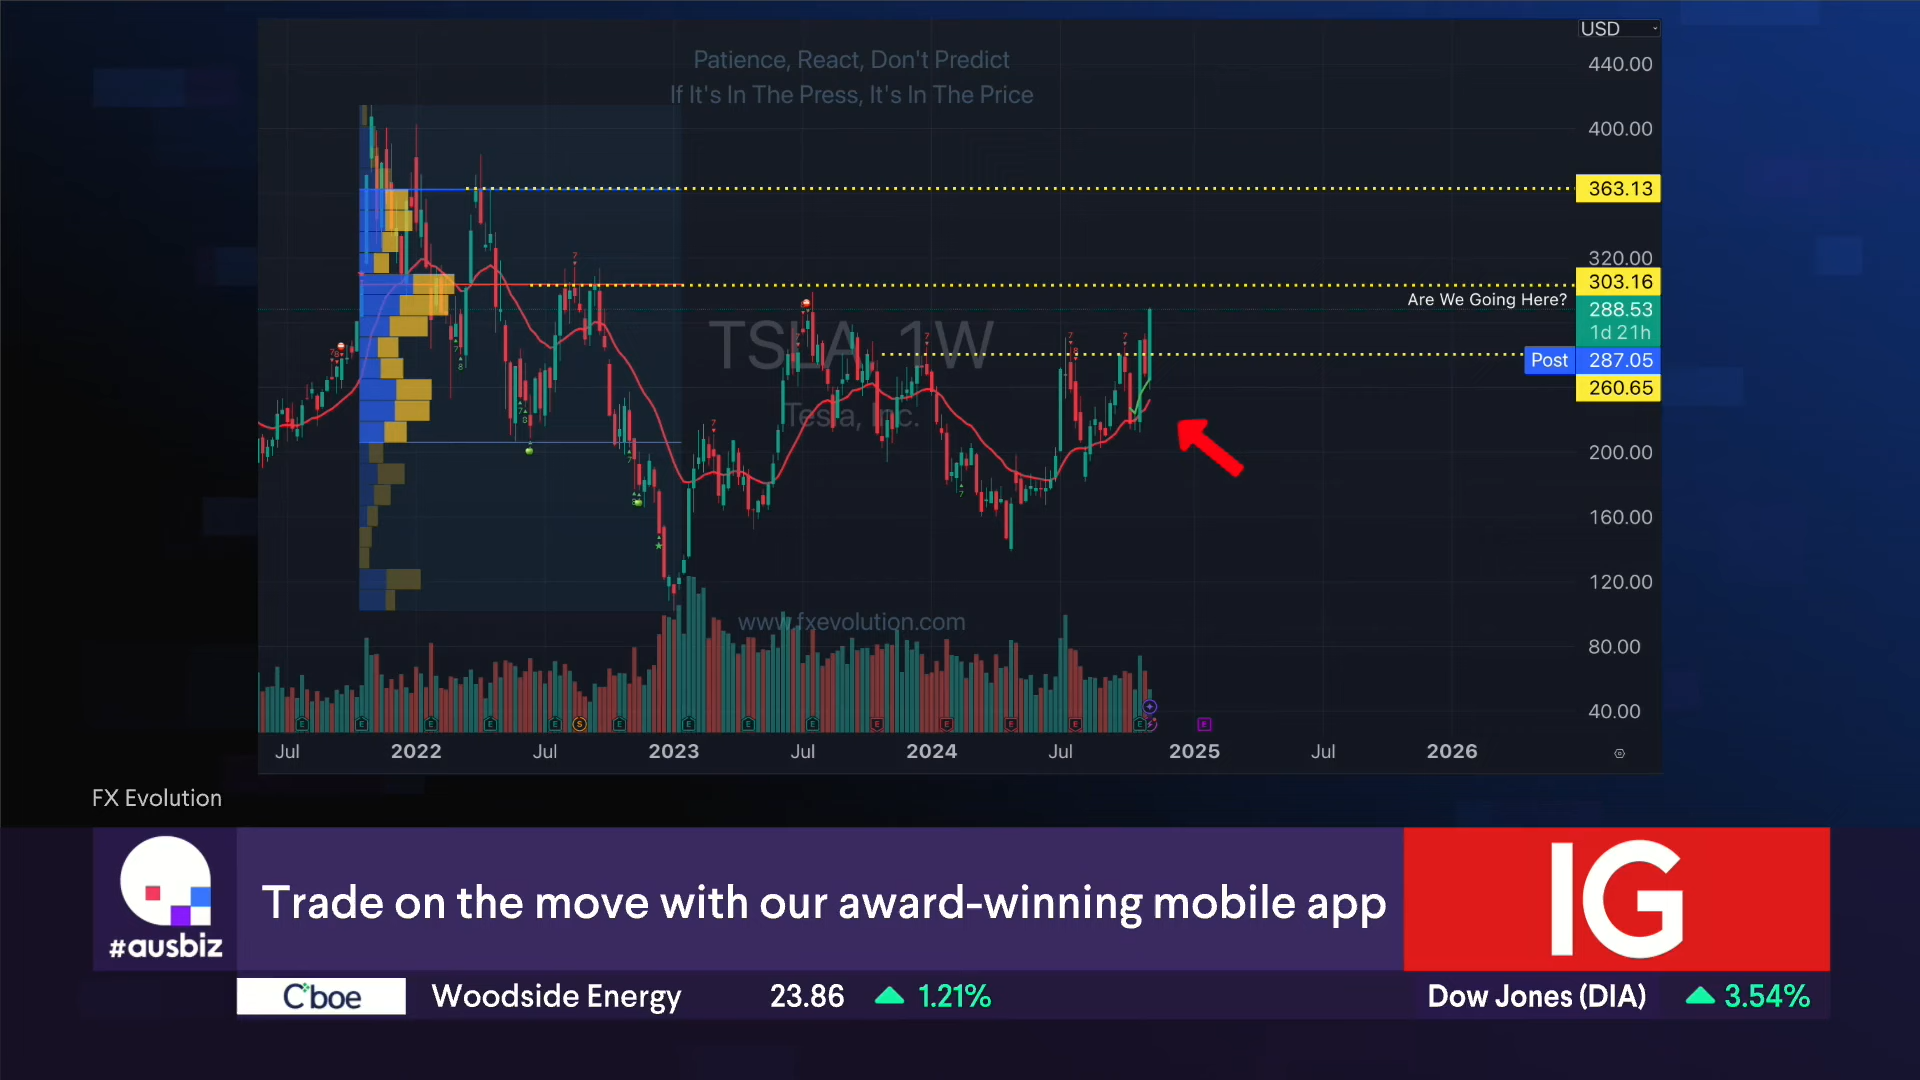 USD
Patience, React, Don't Predict
If It's In The Press, It's In The Price
440.00
400.00
363.13
320.00
303.16
Are We Going Here?
288.53
1d 21h
Post 287.05
260.65
TSLA, 1W
Tesla, Inc.
200.00
160.00
120.00
www.fxevolution.com
80.00
40.00
Jul 2022 Jul 2023 Jul 2024 Jul 2025 Jul 2026
FX Evolution
#ausbiz
Trade on the move with our award-winning mobile app
IG
Cboe Woodside Energy 23.86 1.21% Dow Jones (DIA) 3.54%